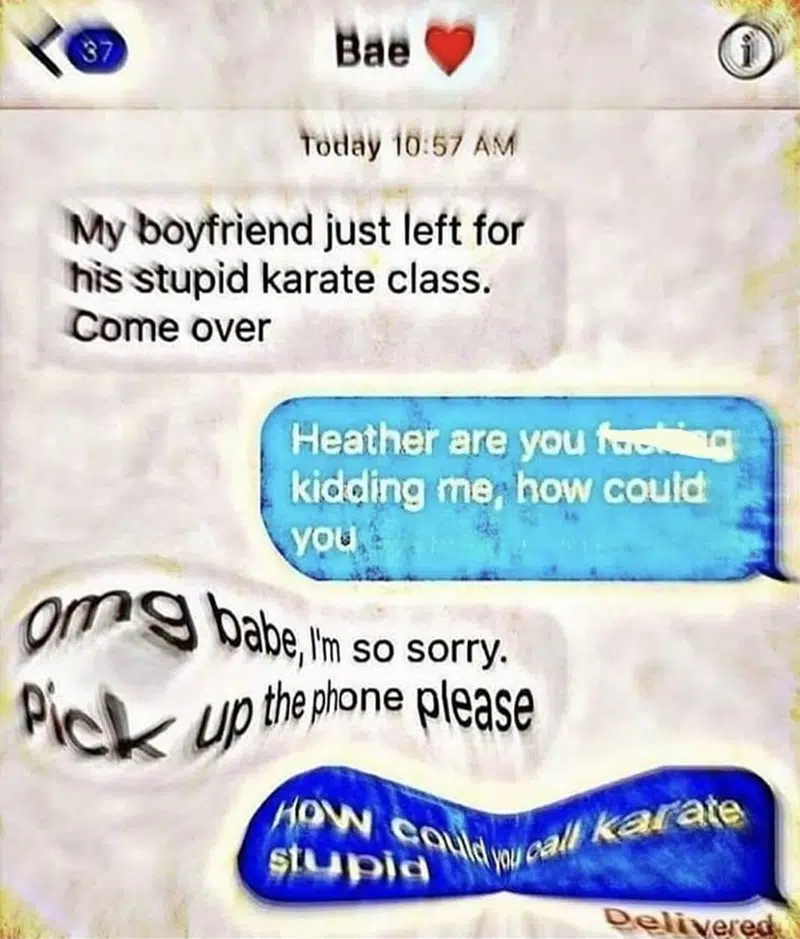 37
Bae ❤️
Today 10:57 AM
My boyfriend just left for
his stupid karate class.
Come over
Heather are you fucking
kidding me, how could
you
omg babe, I'm so sorry.
Pick up the phone please
How could you call karate
stupid
Delivered